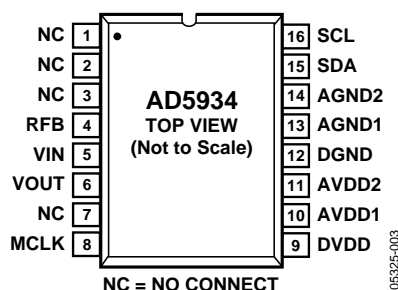 NC 1
NC 2
NC 3
RFB 4
VIN 5
VOUT 6
NC 7
MCLK 8
AD5934
TOP VIEW
(Not to Scale)
16 SCL
15 SDA
14 AGND2
13 AGND1
12 DGND
11 AVDD2
10 AVDD1
9 DVDD
NC = NO CONNECT
05325-003